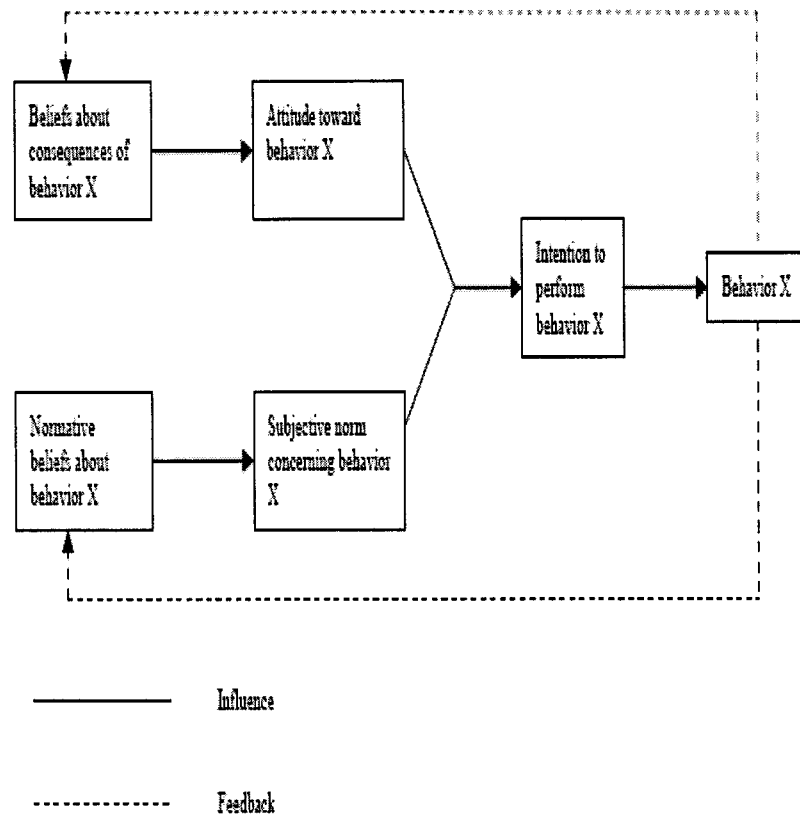 Beliefs about
consequences of
behavior X
Attitude toward
behavior X
Intention to
perform
behavior X
Behavior X
Normative
beliefs about
behavior X
Subjective norm
concerning behavior
X
Influence
Feedback